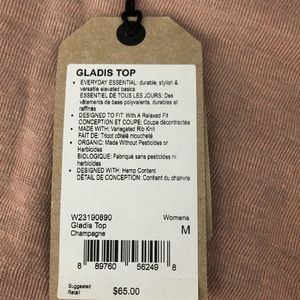 GLADIS TOP
• EVERYDAY ESSENTIAL: durable, stylish &
versatile elevated basics
ESSENTIEL DE TOUS LES JOURS: Des
vêtements de base polyvalents, durables et
raffinés
• DESIGNED TO FIT: With A Relaxed Fit
CONCEPTION ET COUPE: Coupe décontractée
• MADE WITH: Variegated Rib Knit
FAIT DE: Tricot côtelé moucheté
• ORGANIC: Made Without Pesticides or
Herbicides
BIOLOGIQUE: Fabriqué sans pesticides ni
herbicides
• DESIGNED WITH: Hemp Content
DÉTAIL DE CONCEPTION: Contient du chanvre
W23190890 Womens
Gladis Top M
Champagne
8 89760 56249 8
Suggested
Retail $65.00